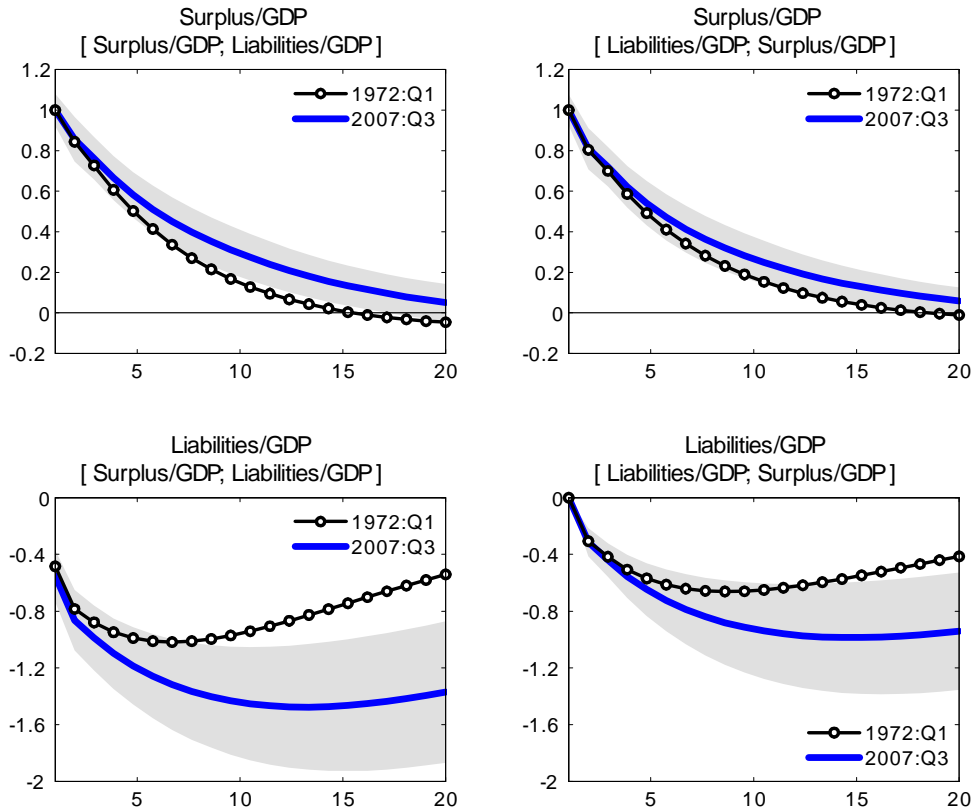 Surplus/GDP
[ Surplus/GDP; Liabilities/GDP ]
1.2
1
0.8
0.6
0.4
0.2
0
-0.2
5
10
15
20
1972:Q1
2007:Q3
Surplus/GDP
[ Liabilities/GDP; Surplus/GDP ]
1.2
1
0.8
0.6
0.4
0.2
0
-0.2
5
10
15
20
1972:Q1
2007:Q3
Liabilities/GDP
[ Surplus/GDP; Liabilities/GDP ]
0
-0.4
-0.8
-1.2
-1.6
-2
5
10
15
20
1972:Q1
2007:Q3
Liabilities/GDP
[ Liabilities/GDP; Surplus/GDP ]
0
-0.4
-0.8
-1.2
-1.6
-2
5
10
15
20
1972:Q1
2007:Q3